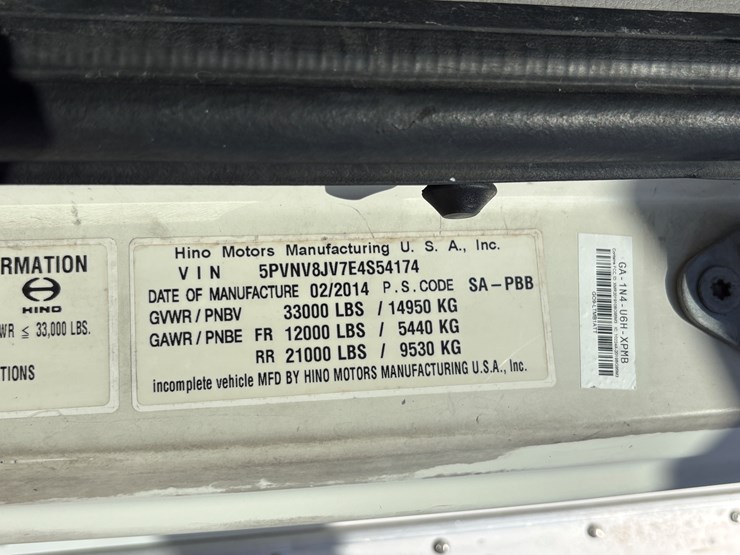 RMATION
HINO
WR ≦ 33,000 LBS.
TIONS
Hino Motors Manufacturing U. S. A., Inc.
VIN 5PVNV8JV7E4S54174
DATE OF MANUFACTURE 02/2014 P.S.CODE SA-PBB
GVWR / PNBV 33000 LBS / 14950 KG
GAWR / PNBE FR 12000 LBS / 5440 KG
RR 21000 LBS / 9530 KG
incomplete vehicle MFD BY HINO MOTORS MANUFACTURING U.S.A., Inc.
GA-1N4-U6H-XPMB